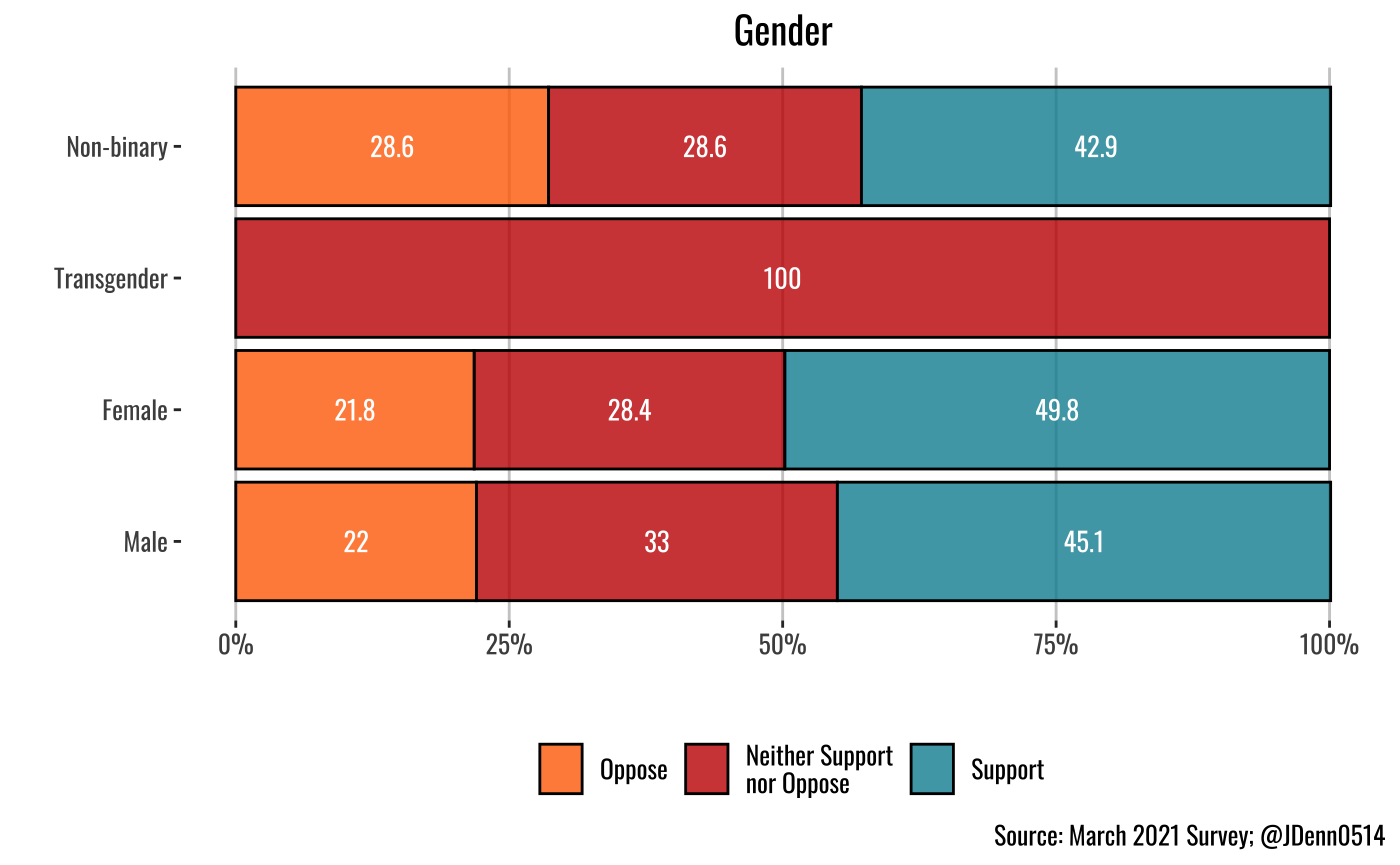 Gender
Non-binary
28.6 28.6 42.9
Transgender
100
Female
21.8 28.4 49.8
Male
22 33 45.1
0% 25% 50% 75% 100%
Oppose
Neither Support
nor Oppose
Support
Source: March 2021 Survey; @JDenn0514